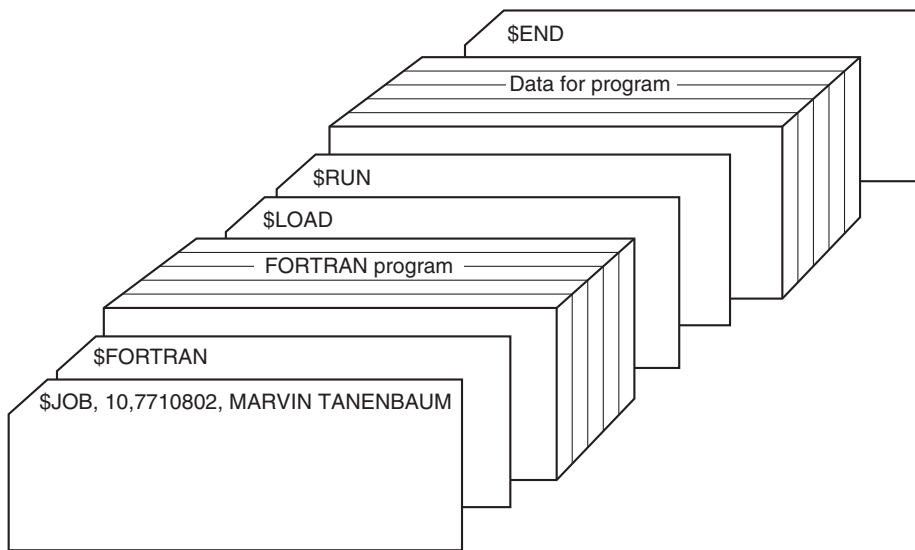 $END
Data for program
$RUN
$LOAD
FORTRAN program
$FORTRAN
$JOB, 10,7710802, MARVIN TANENBAUM